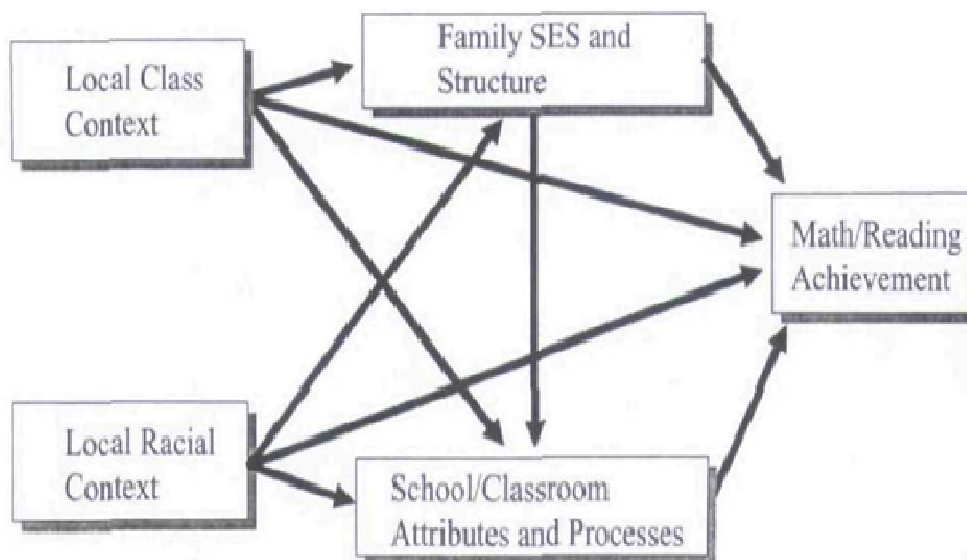 Family SES and
Structure
Local Class
Context
Math/Reading
Achievement
Local Racial
Context
School/Classroom
Attributes and Processes